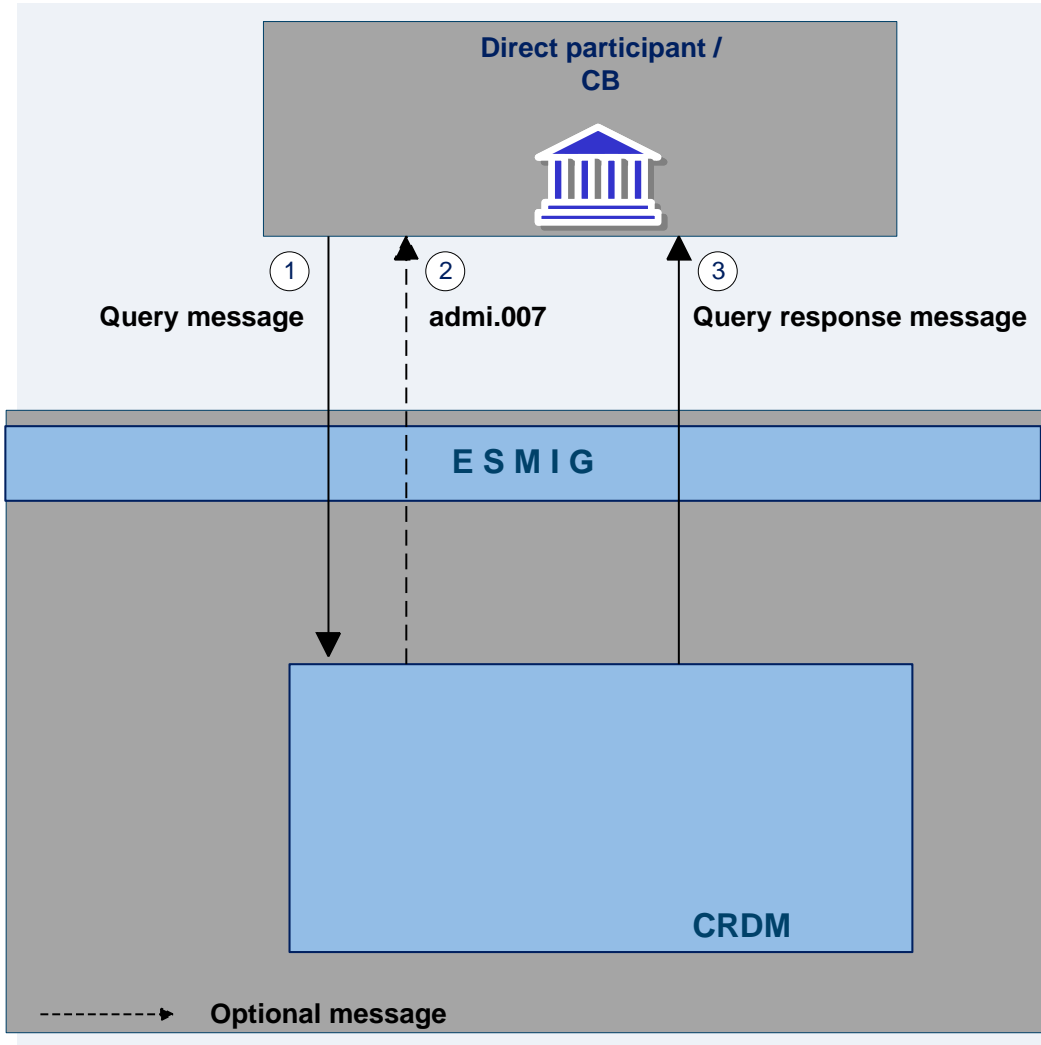 Direct participant /
CB
1
2
3
Query message
admi.007
Query response message
E S M I G
CRDM
Optional message